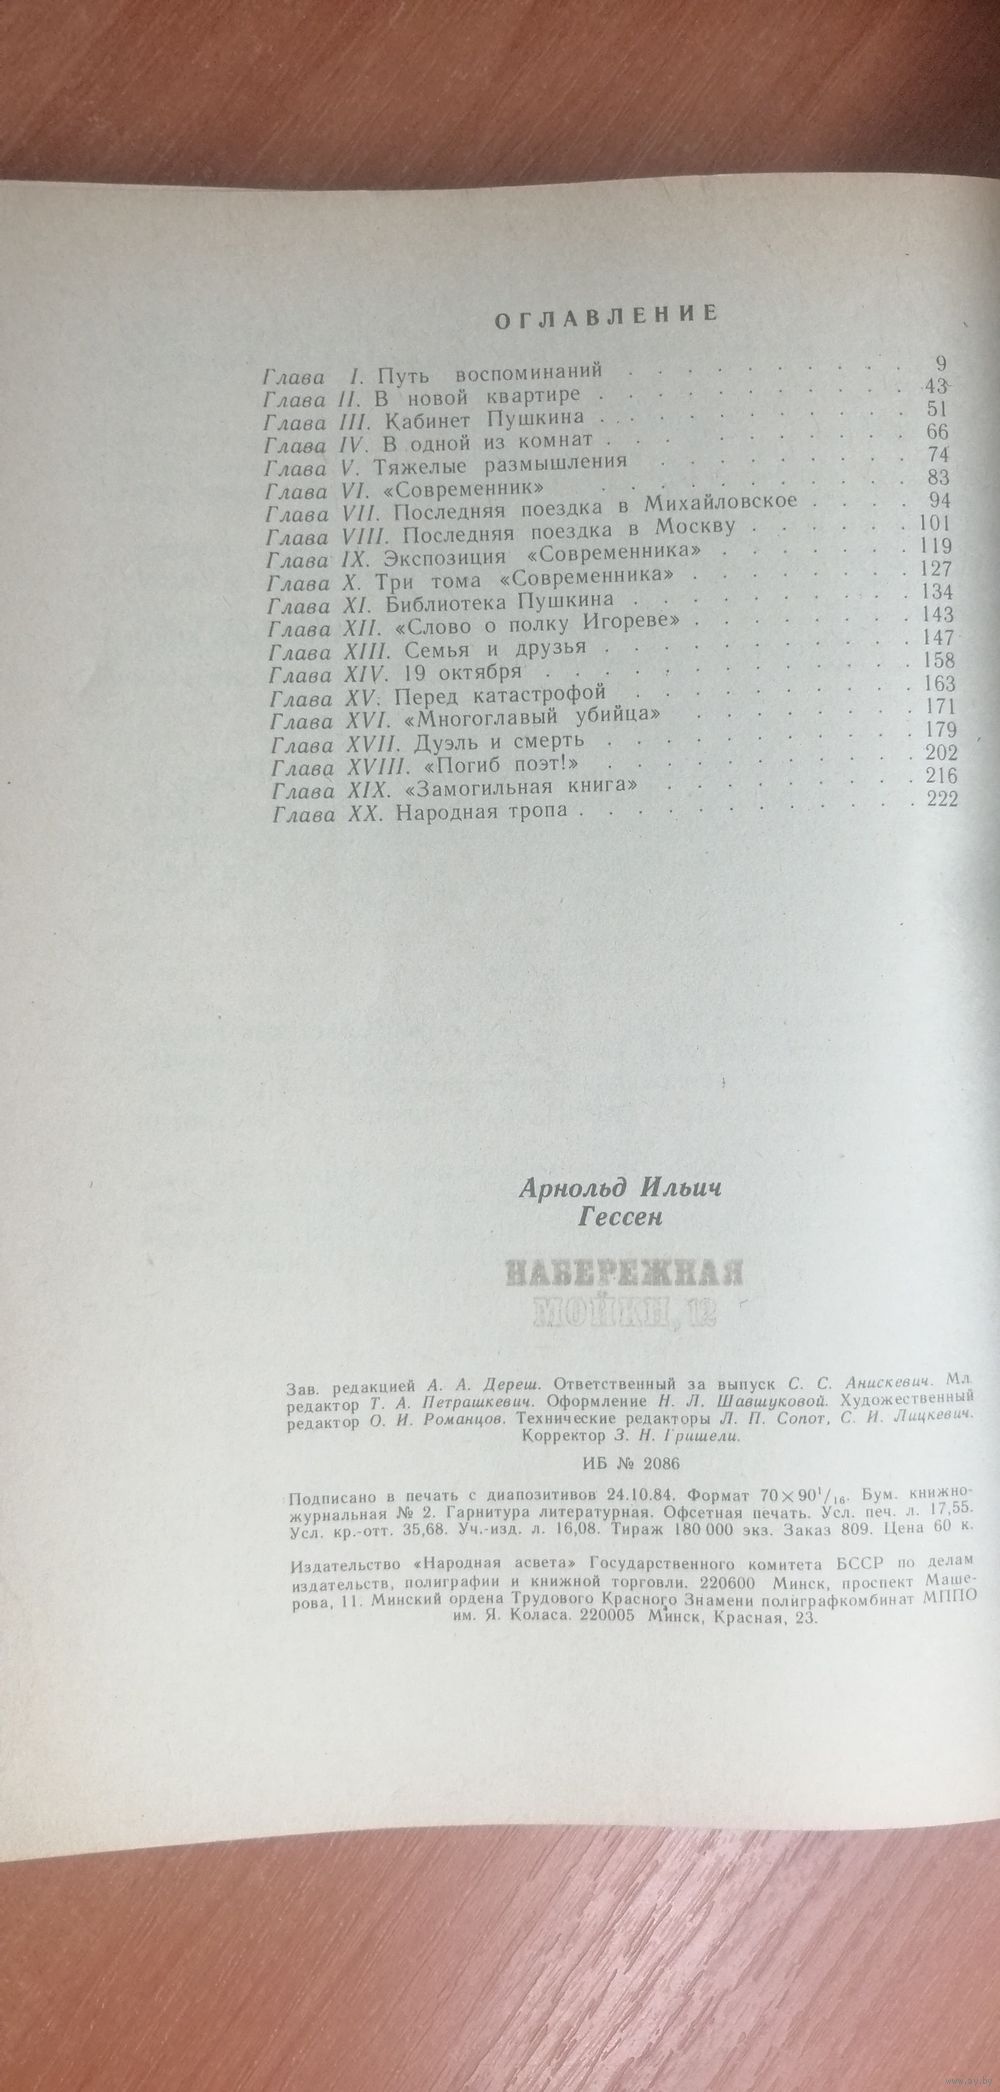 ОГЛАВЛЕНИЕ
Глава I. Путь воспоминаний . . . . . . . . . . 9
Глава II. В новой квартире . . . . . . . . . . . 43
Глава III. Кабинет Пушкина . . . . . . . . . . . 51
Глава IV. В одной из комнат . . . . . . . . . . 66
Глава V. Тяжелые размышления . . . . . . . . . 74
Глава VI. «Современник» . . . . . . . . . . . 83
Глава VII. Последняя поездка в Михайловское . . . . 94
Глава VIII. Последняя поездка в Москву . . . . . . 101
Глава IX. Экспозиция «Современника» . . . . . . . 119
Глава X. Три тома «Современника» . . . . . . . . 127
Глава XI. Библиотека Пушкина . . . . . . . . . . 134
Глава XII. «Слово о полку Игореве» . . . . . . . . 143
Глава XIII. Семья и друзья . . . . . . . . . . . 147
Глава XIV. 19 октября . . . . . . . . . . . . . 158
Глава XV. Перед катастрофой . . . . . . . . . . 163
Глава XVI. «Многоглавый убийца» . . . . . . . . 171
Глава XVII. Дуэль и смерть . . . . . . . . . . . 179
Глава XVIII. «Погиб поэт!» . . . . . . . . . . . 202
Глава XIX. «Замогильная книга» . . . . . . . . . 216
Глава XX. Народная тропа . . . . . . . . . . . . 222
Арнольд Ильич
Гессен
НАБЕРЕЖНАЯ
МОЙКИ, 12
Зав. редакцией А. А. Дереш. Ответственный за выпуск С. С. Анискевич. Мл.
редактор Т. А. Петрашкевич. Оформление Н. Л. Шавшуковой. Художественный
редактор О. И. Романцов. Технические редакторы Л. П. Сопот, С. И. Лицкевич.
Корректор З. Н. Гришели.
ИБ № 2086
Подписано в печать с диапозитивов 24.10.84. Формат 70×90¹/₁₆. Бум. книжно-
журнальная № 2. Гарнитура литературная. Офсетная печать. Усл. печ. л. 17,55.
Усл. кр.-отт. 35,68. Уч.-изд. л. 16,08. Тираж 180 000 экз. Заказ 809. Цена 60 к.
Издательство «Народная асвета» Государственного комитета БССР по делам
издательств, полиграфии и книжной торговли. 220600 Минск, проспект Маше-
рова, 11. Минский ордена Трудового Красного Знамени полиграфкомбинат МППО
им. Я. Коласа. 220005 Минск, Красная, 23.
www.ay.by